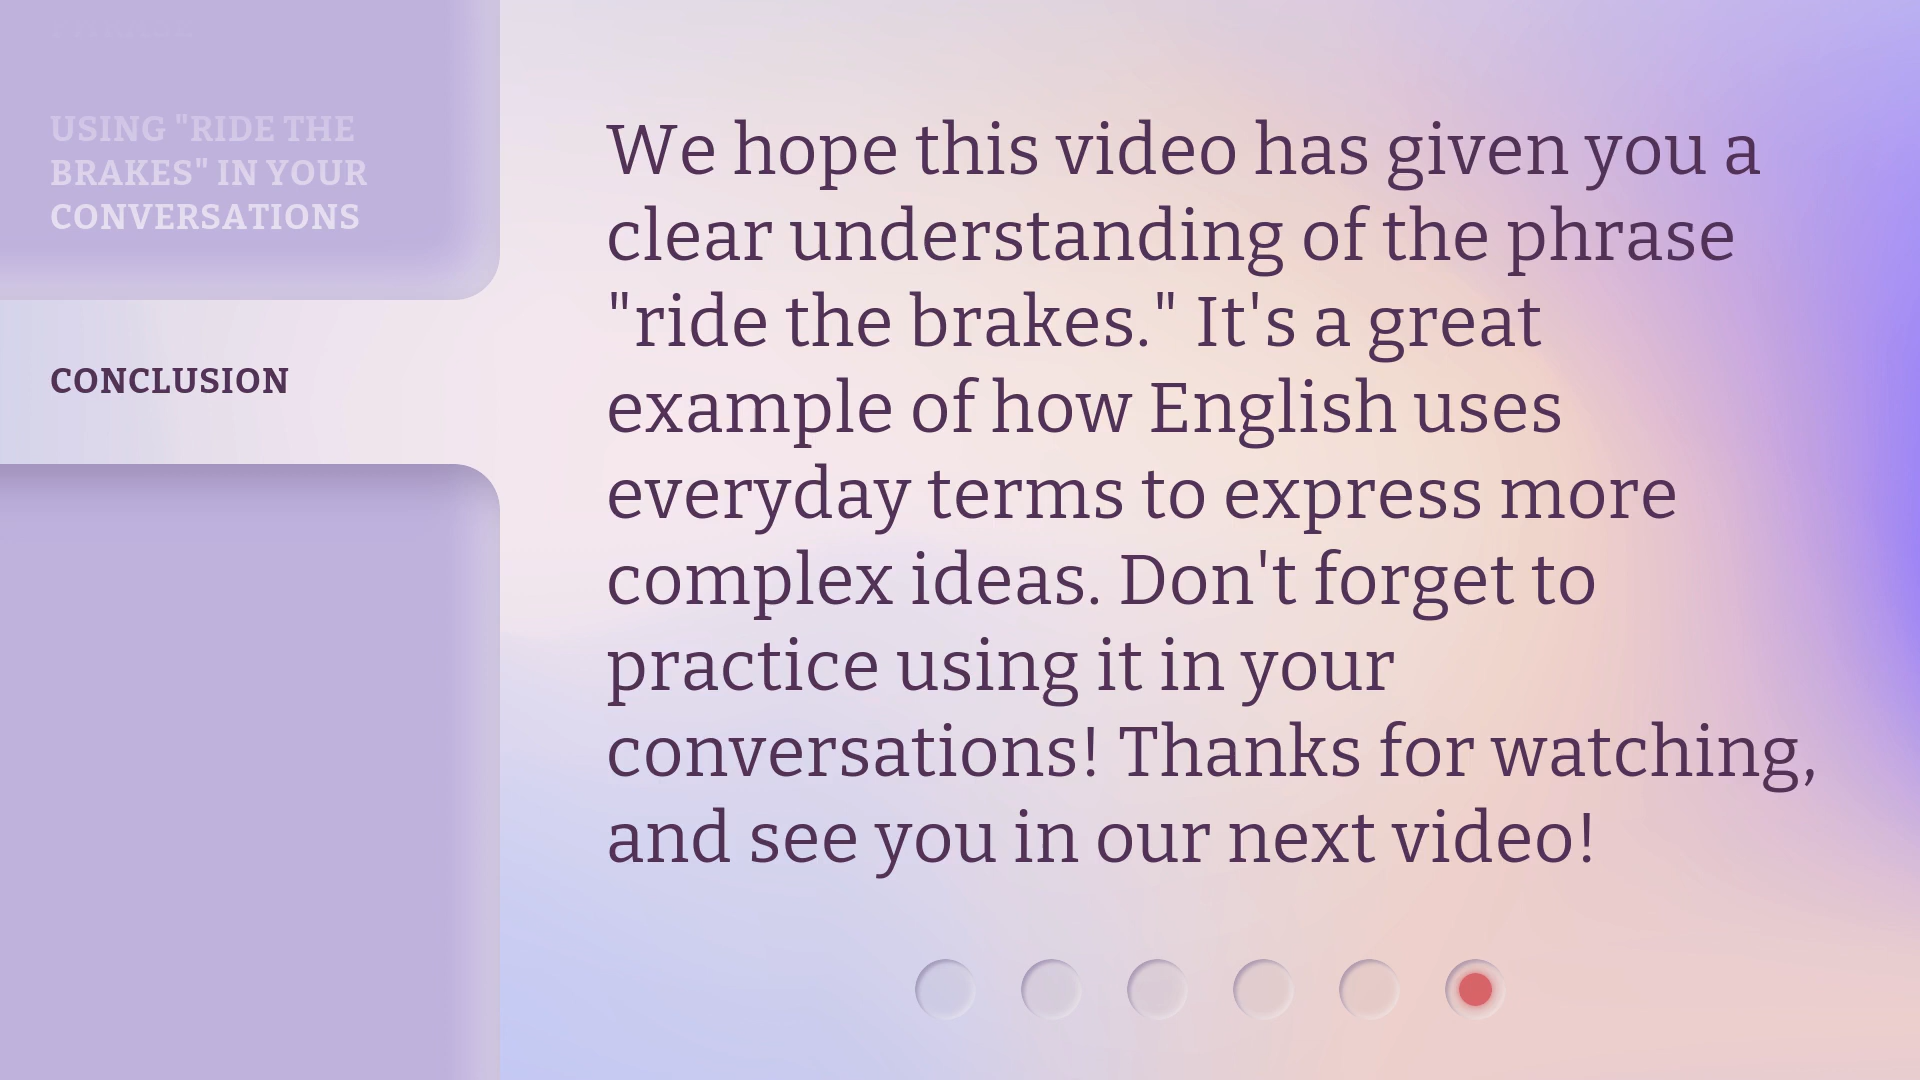 USING "RIDE THE
BRAKES" IN YOUR
CONVERSATIONS
CONCLUSION
We hope this video has given you a
clear understanding of the phrase
"ride the brakes." It's a great
example of how English uses
everyday terms to express more
complex ideas. Don't forget to
practice using it in your
conversations! Thanks for watching,
and see you in our next video!